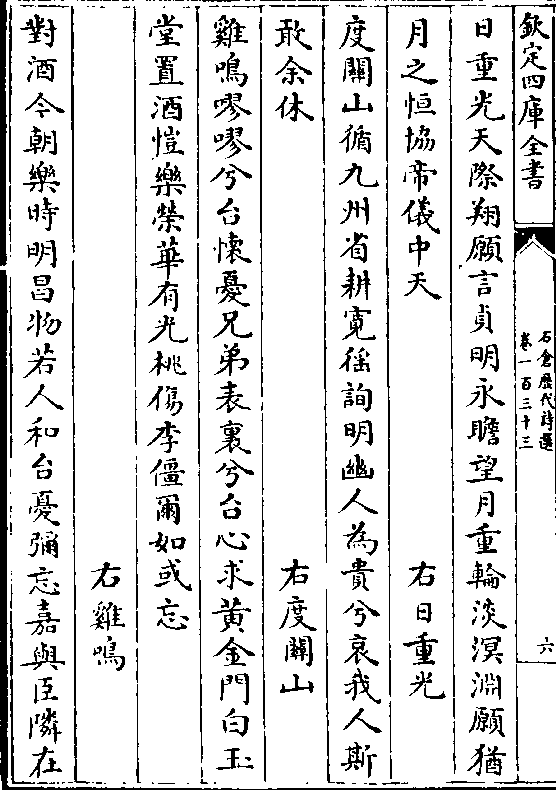 欽定四庫全書
石倉歷代詩選
卷一百三十三
六
日重光天際翔願言貞明永瞻望月重輪淡溟淵願猶
月之恒協帝儀中天
右日重光
度關山循九州省耕寛徭詢明幽人為貴兮哀我人斯
敢余休
右度關山
雞鳴嘐嘐兮台懷憂兄弟表裏兮台心求黄金門白玉
堂置酒愷樂榮華有光桃傷李僵爾如或忘
右雞鳴
對酒今朝樂時明昌物若人和台憂彌忘嘉與臣隣在